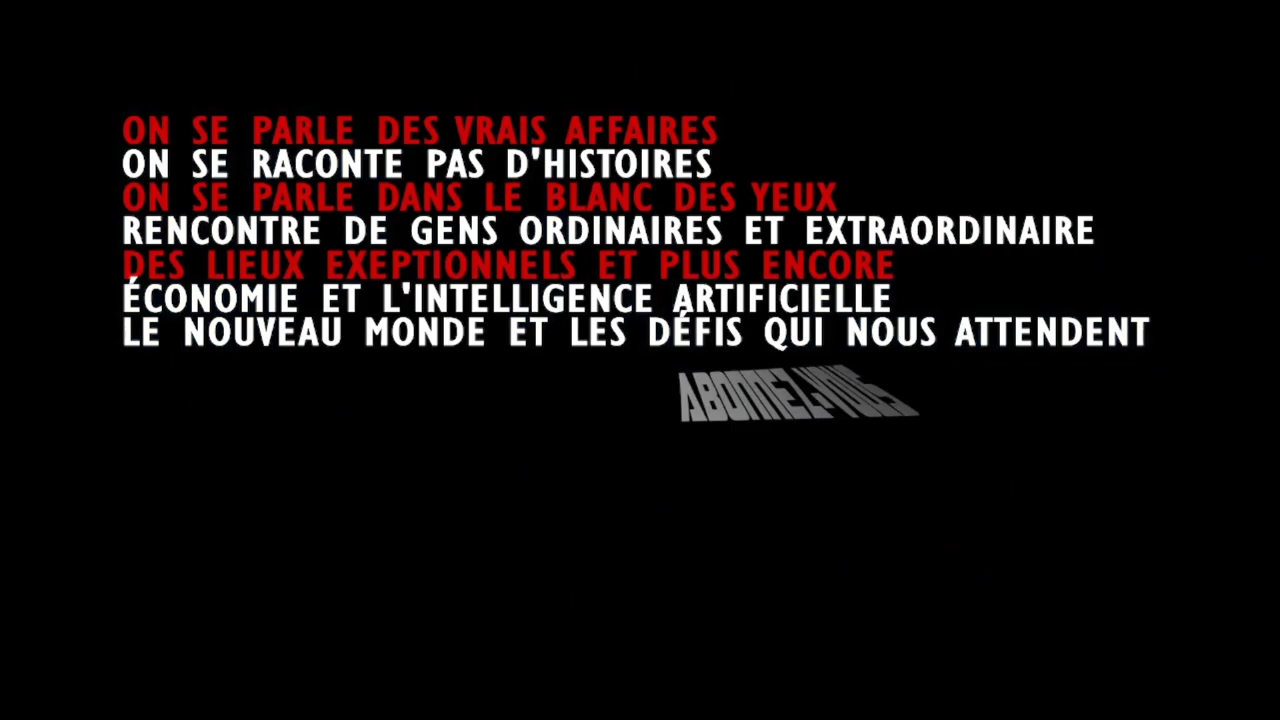 ON SE PARLE DES VRAIS AFFAIRES
ON SE RACONTE PAS D'HISTOIRES
ON SE PARLE DANS LE BLANC DES YEUX
RENCONTRE DE GENS ORDINAIRES ET EXTRAORDINAIRE
DES LIEUX EXEPTIONNELS ET PLUS ENCORE
ÉCONOMIE ET L'INTELLIGENCE ARTIFICIELLE
LE NOUVEAU MONDE ET LES DÉFIS QUI NOUS ATTENDENT
ABONNEZ-VOUS